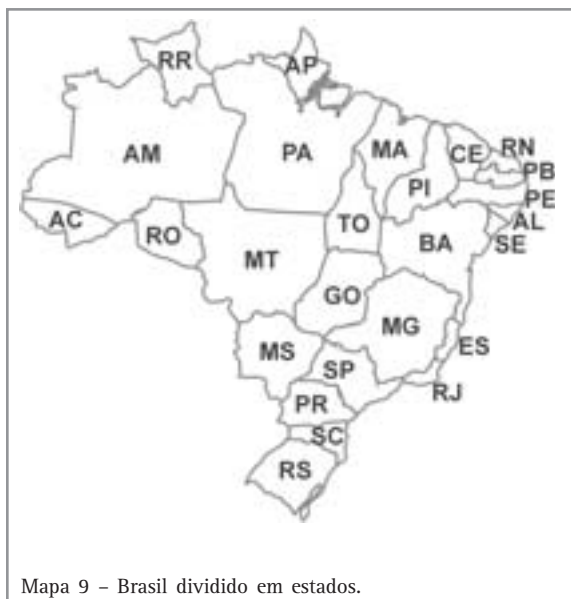 RR
AP
AM
PA
MA
CE
RN
PB
PI
PE
AC
TO
AL
RO
BA
SE
MT
GO
MG
ES
MS
SP
RJ
PR
SC
RS
Mapa 9 – Brasil dividido em estados.